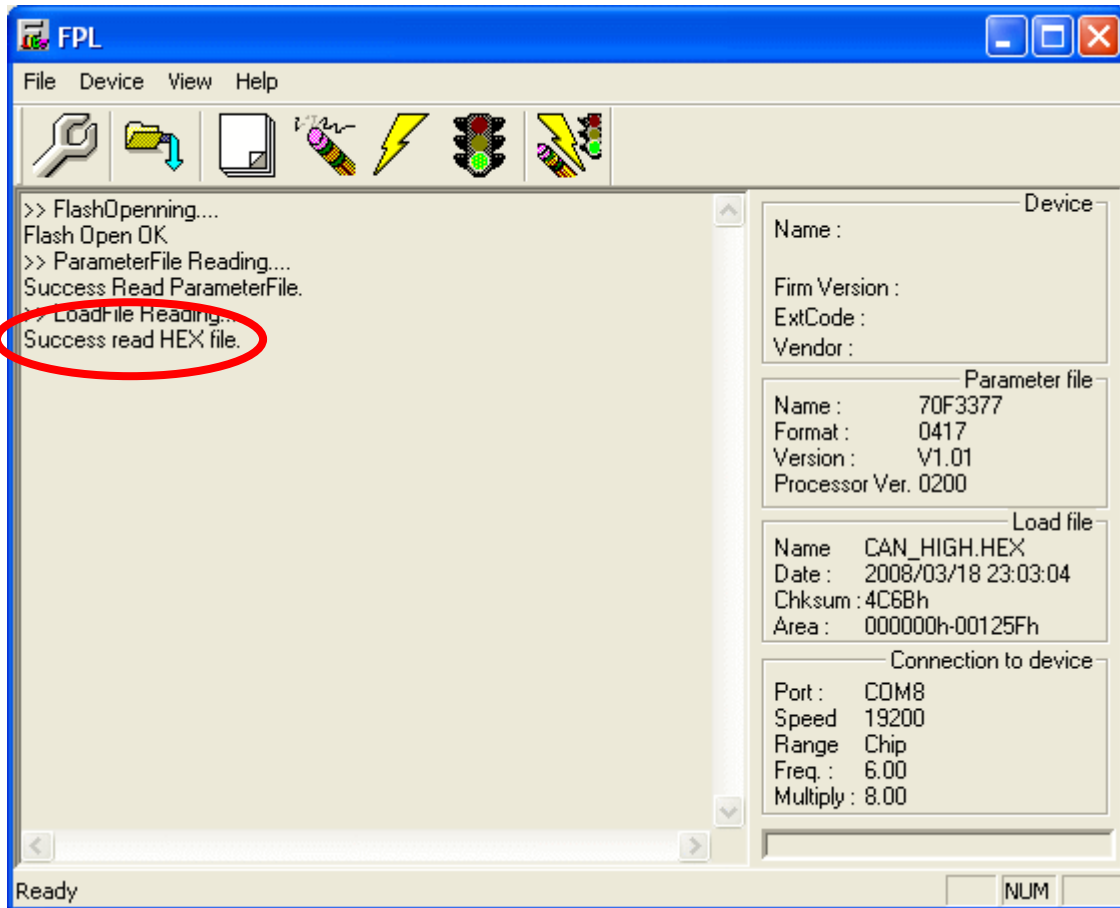 FPL
File Device View Help
>> FlashOpenning....
Flash Open OK
>> ParameterFile Reading....
Success Read ParameterFile.
>> LoadFile Reading....
Success read HEX file.
Device
Name :
Firm Version :
ExtCode :
Vendor :
Parameter file
Name : 70F3377
Format : 0417
Version : V1.01
Processor Ver. 0200
Load file
Name CAN_HIGH.HEX
Date : 2008/03/18 23:03:04
Chksum : 4C6Bh
Area : 000000h-00125Fh
Connection to device
Port : COM8
Speed 19200
Range Chip
Freq. : 6.00
Multiply : 8.00
Ready NUM